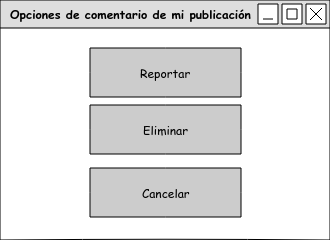 Opciones de comentario de mi publicación
Reportar
Eliminar
Cancelar